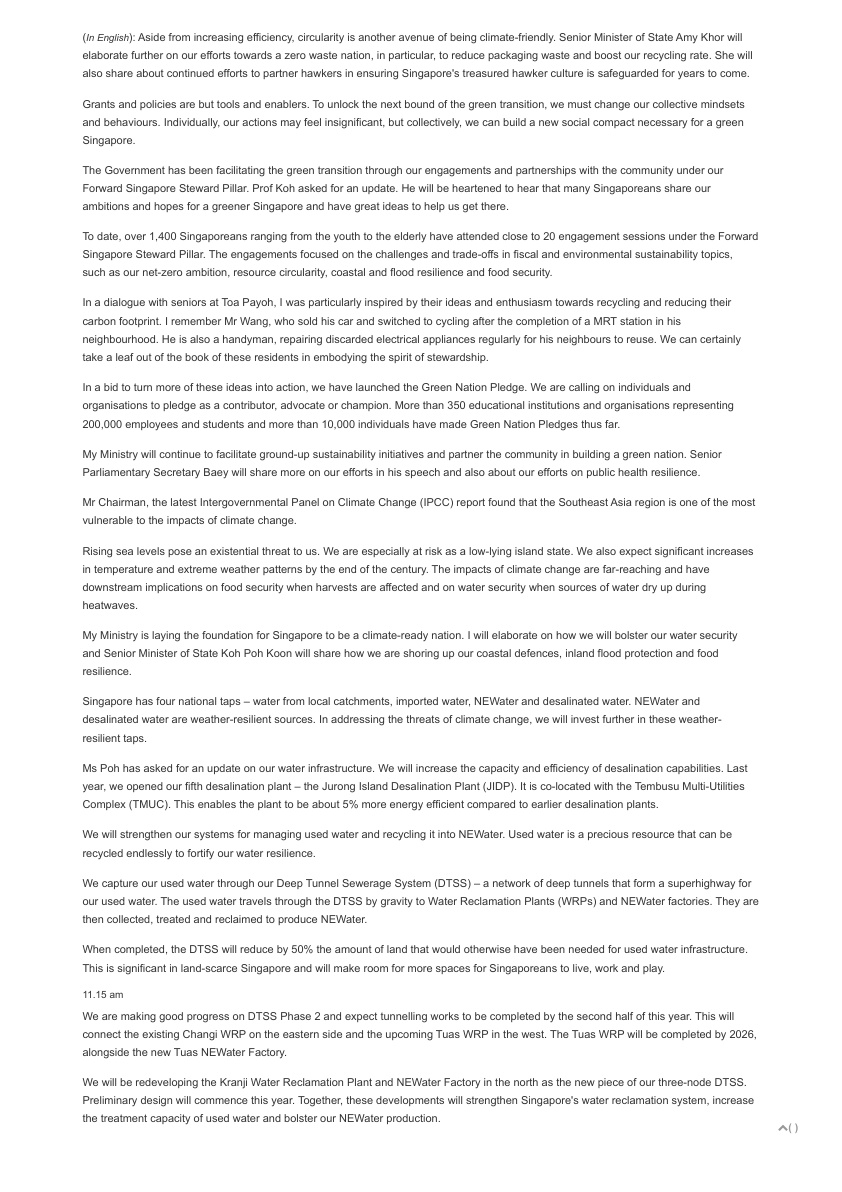 (In English): Aside from increasing efficiency, circularity is another avenue of being climate-friendly. Senior Minister of State Amy Khor will
elaborate further on our efforts towards a zero waste nation, in particular, to reduce packaging waste and boost our recycling rate. She will
also share about continued efforts to partner hawkers in ensuring Singapore's treasured hawker culture is safeguarded for years to come.
Grants and policies are but tools and enablers. To unlock the next bound of the green transition, we must change our collective mindsets
and behaviours. Individually, our actions may feel insignificant, but collectively, we can build a new social compact necessary for a green
Singapore.
The Government has been facilitating the green transition through our engagements and partnerships with the community under our
Forward Singapore Steward Pillar. Prof Koh asked for an update. He will be heartened to hear that many Singaporeans share our
ambitions and hopes for a greener Singapore and have great ideas to help us get there.
To date, over 1,400 Singaporeans ranging from the youth to the elderly have attended close to 20 engagement sessions under the Forward
Singapore Steward Pillar. The engagements focused on the challenges and trade-offs in fiscal and environmental sustainability topics,
such as our net-zero ambition, resource circularity, coastal and flood resilience and food security.
In a dialogue with seniors at Toa Payoh, I was particularly inspired by their ideas and enthusiasm towards recycling and reducing their
carbon footprint. I remember Mr Wang, who sold his car and switched to cycling after the completion of a MRT station in his
neighbourhood. He is also a handyman, repairing discarded electrical appliances regularly for his neighbours to reuse. We can certainly
take a leaf out of the book of these residents in embodying the spirit of stewardship.
In a bid to turn more of these ideas into action, we have launched the Green Nation Pledge. We are calling on individuals and
organisations to pledge as a contributor, advocate or champion. More than 350 educational institutions and organisations representing
200,000 employees and students and more than 10,000 individuals have made Green Nation Pledges thus far.
My Ministry will continue to facilitate ground-up sustainability initiatives and partner the community in building a green nation. Senior
Parliamentary Secretary Baey will share more on our efforts in his speech and also about our efforts on public health resilience.
Mr Chairman, the latest Intergovernmental Panel on Climate Change (IPCC) report found that the Southeast Asia region is one of the most
vulnerable to the impacts of climate change.
Rising sea levels pose an existential threat to us. We are especially at risk as a low-lying island state. We also expect significant increases
in temperature and extreme weather patterns by the end of the century. The impacts of climate change are far-reaching and have
downstream implications on food security when harvests are affected and on water security when sources of water dry up during
heatwaves.
My Ministry is laying the foundation for Singapore to be a climate-ready nation. I will elaborate on how we will bolster our water security
and Senior Minister of State Koh Poh Koon will share how we are shoring up our coastal defences, inland flood protection and food
resilience.
Singapore has four national taps – water from local catchments, imported water, NEWater and desalinated water. NEWater and
desalinated water are weather-resilient sources. In addressing the threats of climate change, we will invest further in these weather-
resilient taps.
Ms Poh has asked for an update on our water infrastructure. We will increase the capacity and efficiency of desalination capabilities. Last
year, we opened our fifth desalination plant – the Jurong Island Desalination Plant (JIDP). It is co-located with the Tembusu Multi-Utilities
Complex (TMUC). This enables the plant to be about 5% more energy efficient compared to earlier desalination plants.
We will strengthen our systems for managing used water and recycling it into NEWater. Used water is a precious resource that can be
recycled endlessly to fortify our water resilience.
We capture our used water through our Deep Tunnel Sewerage System (DTSS) – a network of deep tunnels that form a superhighway for
our used water. The used water travels through the DTSS by gravity to Water Reclamation Plants (WRPs) and NEWater factories. They are
then collected, treated and reclaimed to produce NEWater.
When completed, the DTSS will reduce by 50% the amount of land that would otherwise have been needed for used water infrastructure.
This is significant in land-scarce Singapore and will make room for more spaces for Singaporeans to live, work and play.
11.15 am
We are making good progress on DTSS Phase 2 and expect tunnelling works to be completed by the second half of this year. This will
connect the existing Changi WRP on the eastern side and the upcoming Tuas WRP in the west. The Tuas WRP will be completed by 2026,
alongside the new Tuas NEWater Factory.
We will be redeveloping the Kranji Water Reclamation Plant and NEWater Factory in the north as the new piece of our three-node DTSS.
Preliminary design will commence this year. Together, these developments will strengthen Singapore's water reclamation system, increase
the treatment capacity of used water and bolster our NEWater production.
( )